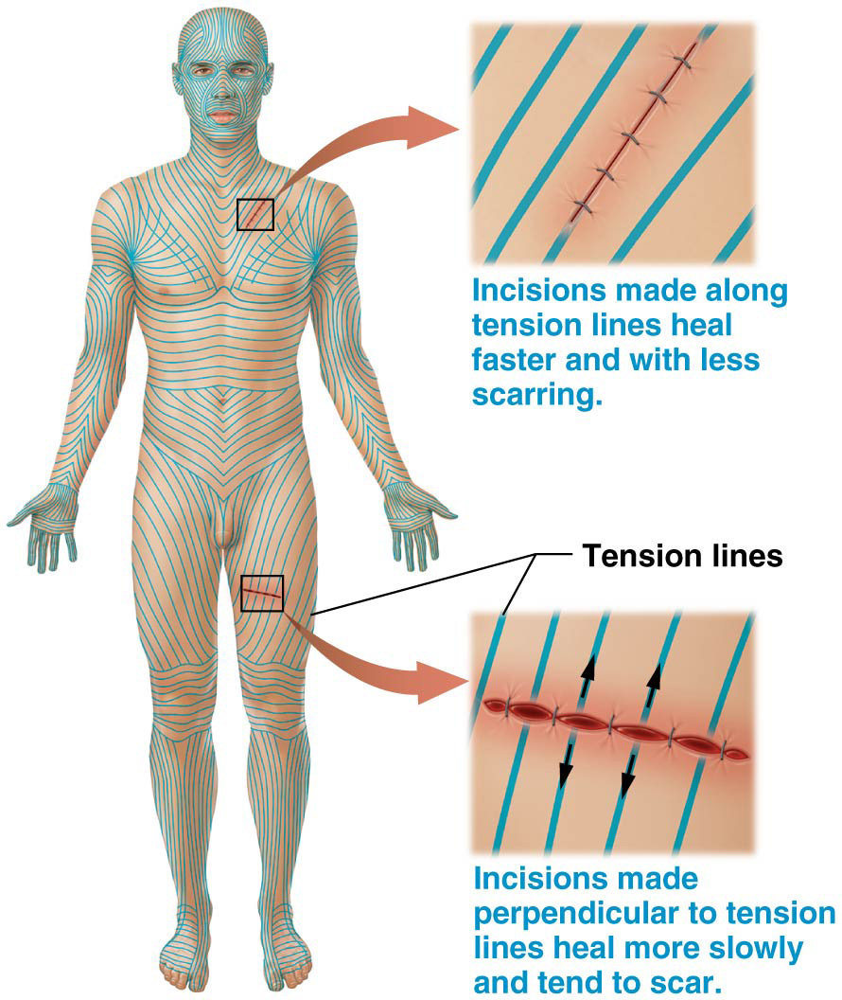 Incisions made along
tension lines heal
faster and with less
scarring.
Tension lines
Incisions made
perpendicular to tension
lines heal more slowly
and tend to scar.